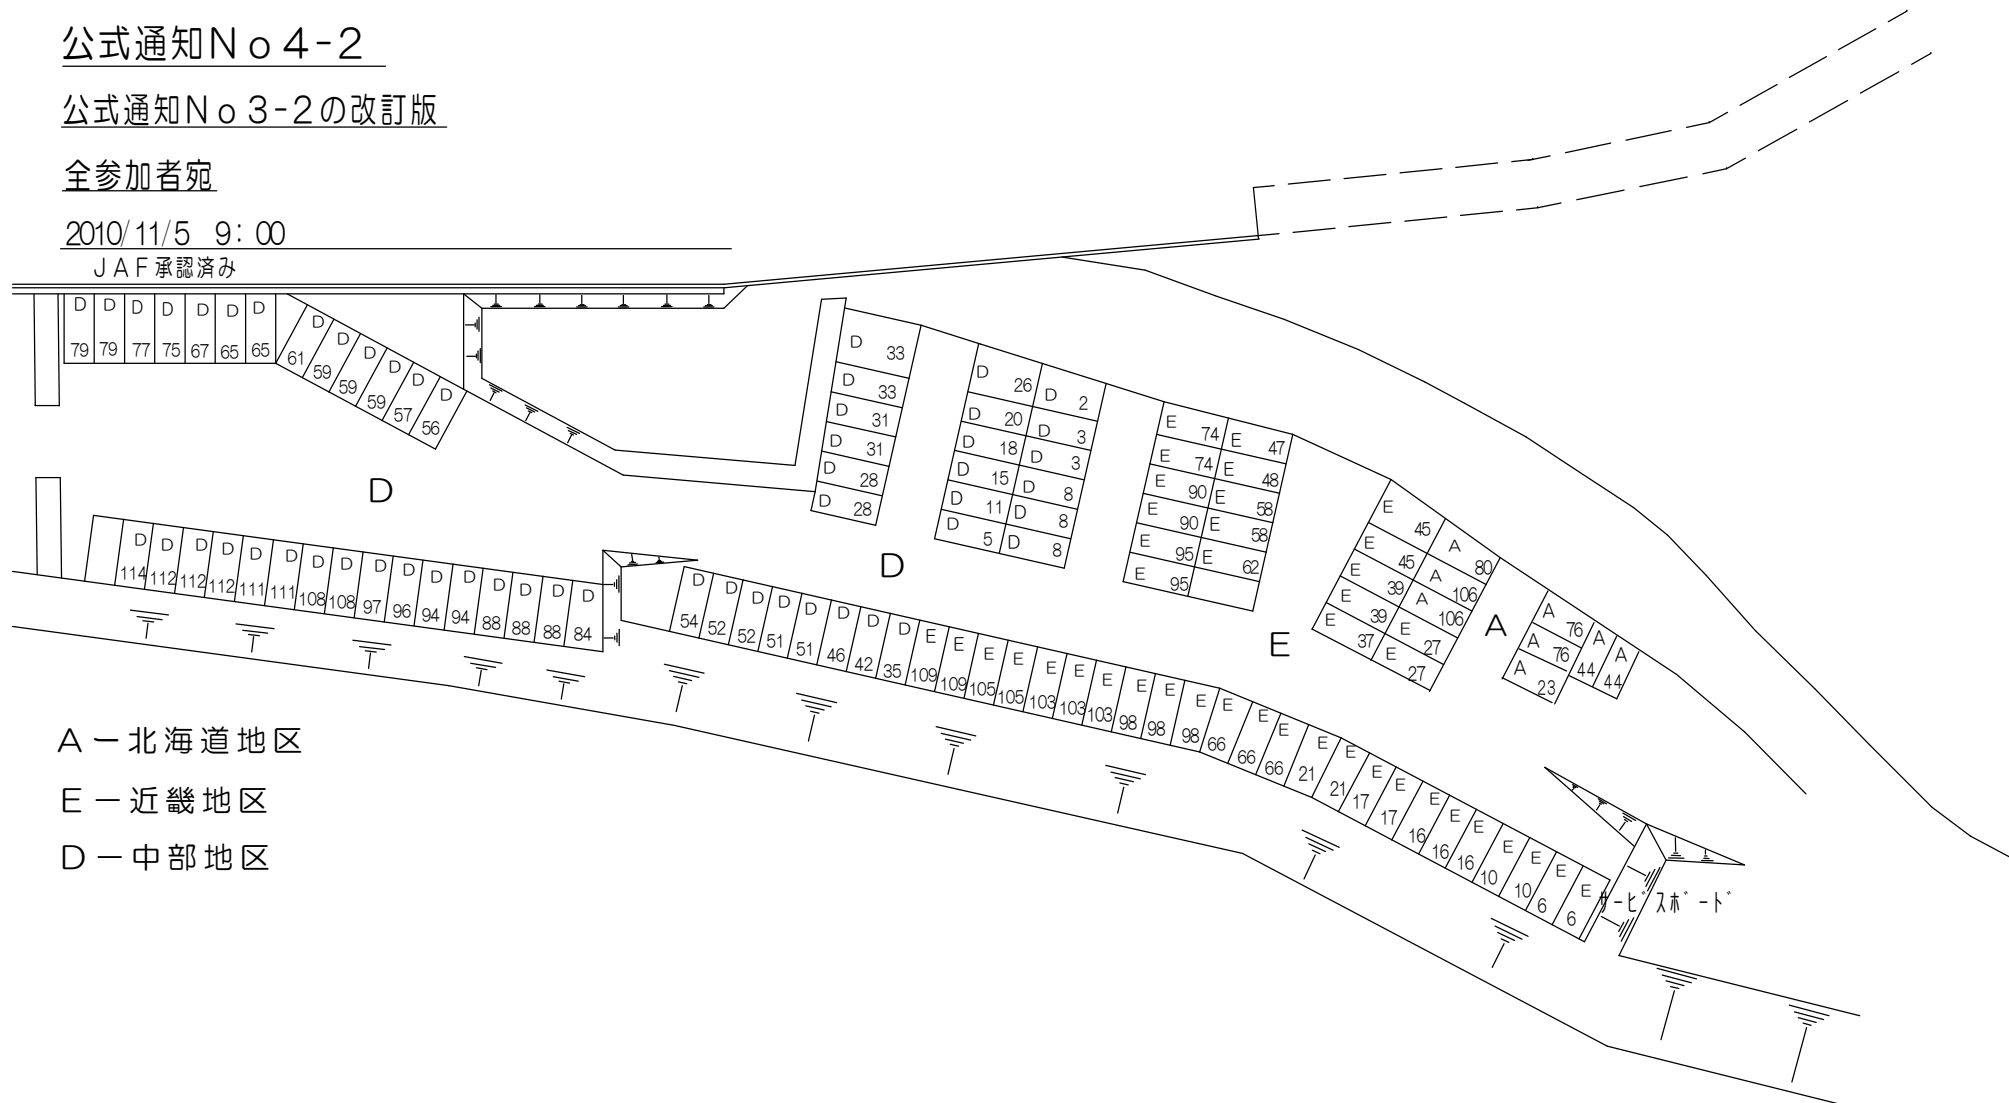 公式通知Ｎｏ４-２
公式通知Ｎｏ３-２の改訂版
全参加者宛
2010/11/5 9:00
ＪＡＦ承認済み
D D D D D D D
79 79 77 75 67 65 65
D D D D D D
61 59 59 59 57 56
D 33
D 33
D 31
D 31
D 28
D 28
D 26 D 2
D 20 D 3
D 18 D 3
D 15 D 8
D 11 D 8
D 5 D 8
E 74 E 47
E 74 E 48
E 90 E 58
E 90 E 58
E 95 E 62
E 95
E 45 A 80
E 45 A 106
E 39 A 106
E 39 E 27
E 37 E 27
A 76 A A
A 76 44 44
A 23
D
D
E
A
D D D D D D D D D D D D D D D D
114 112 112 112 111 111 108 108 97 96 94 94 88 88 88 84
D D D D D D D D E E E E E E E E E E
54 52 52 51 51 46 42 35 109 109 105 105 103 103 103 98 98 98
E E E E E E E E E E E E E E E
66 66 66 21 21 17 17 16 16 16 10 10 6 6
サービスボード
Ａー北海道地区
Ｅー近畿地区
Ｄー中部地区